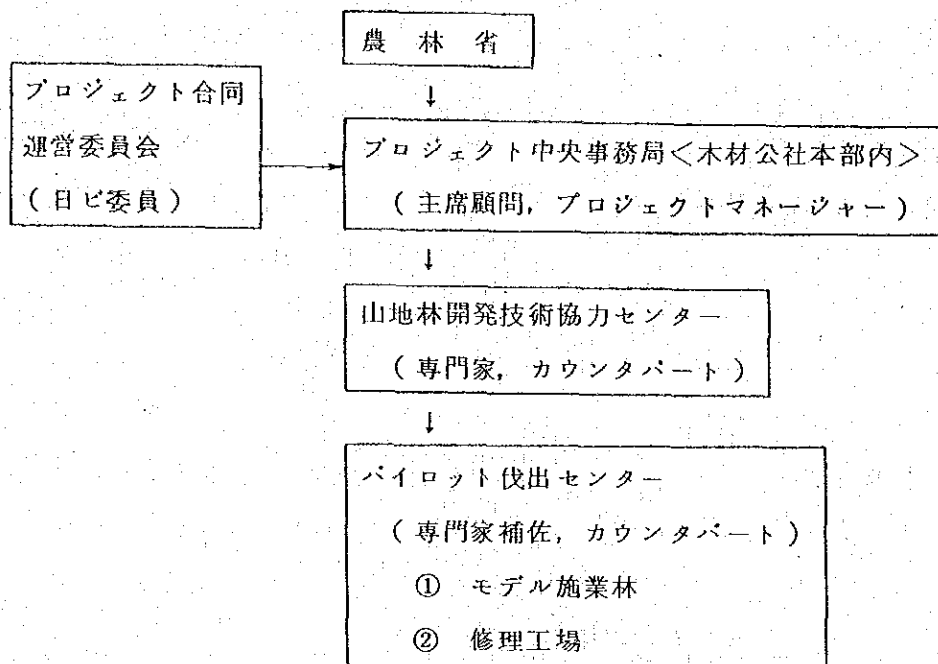 農林省
プロジェクト合同
運営委員会
(日ビ委員)
プロジェクト中央事務局<木材公社本部内>
(主席顧問, プロジェクトマネージャー)
山地林開発技術協力センター
(専門家, カウンタパート)
パイロット伐出センター
(専門家補佐, カウンタパート)
① モデル施業林
② 修理工場